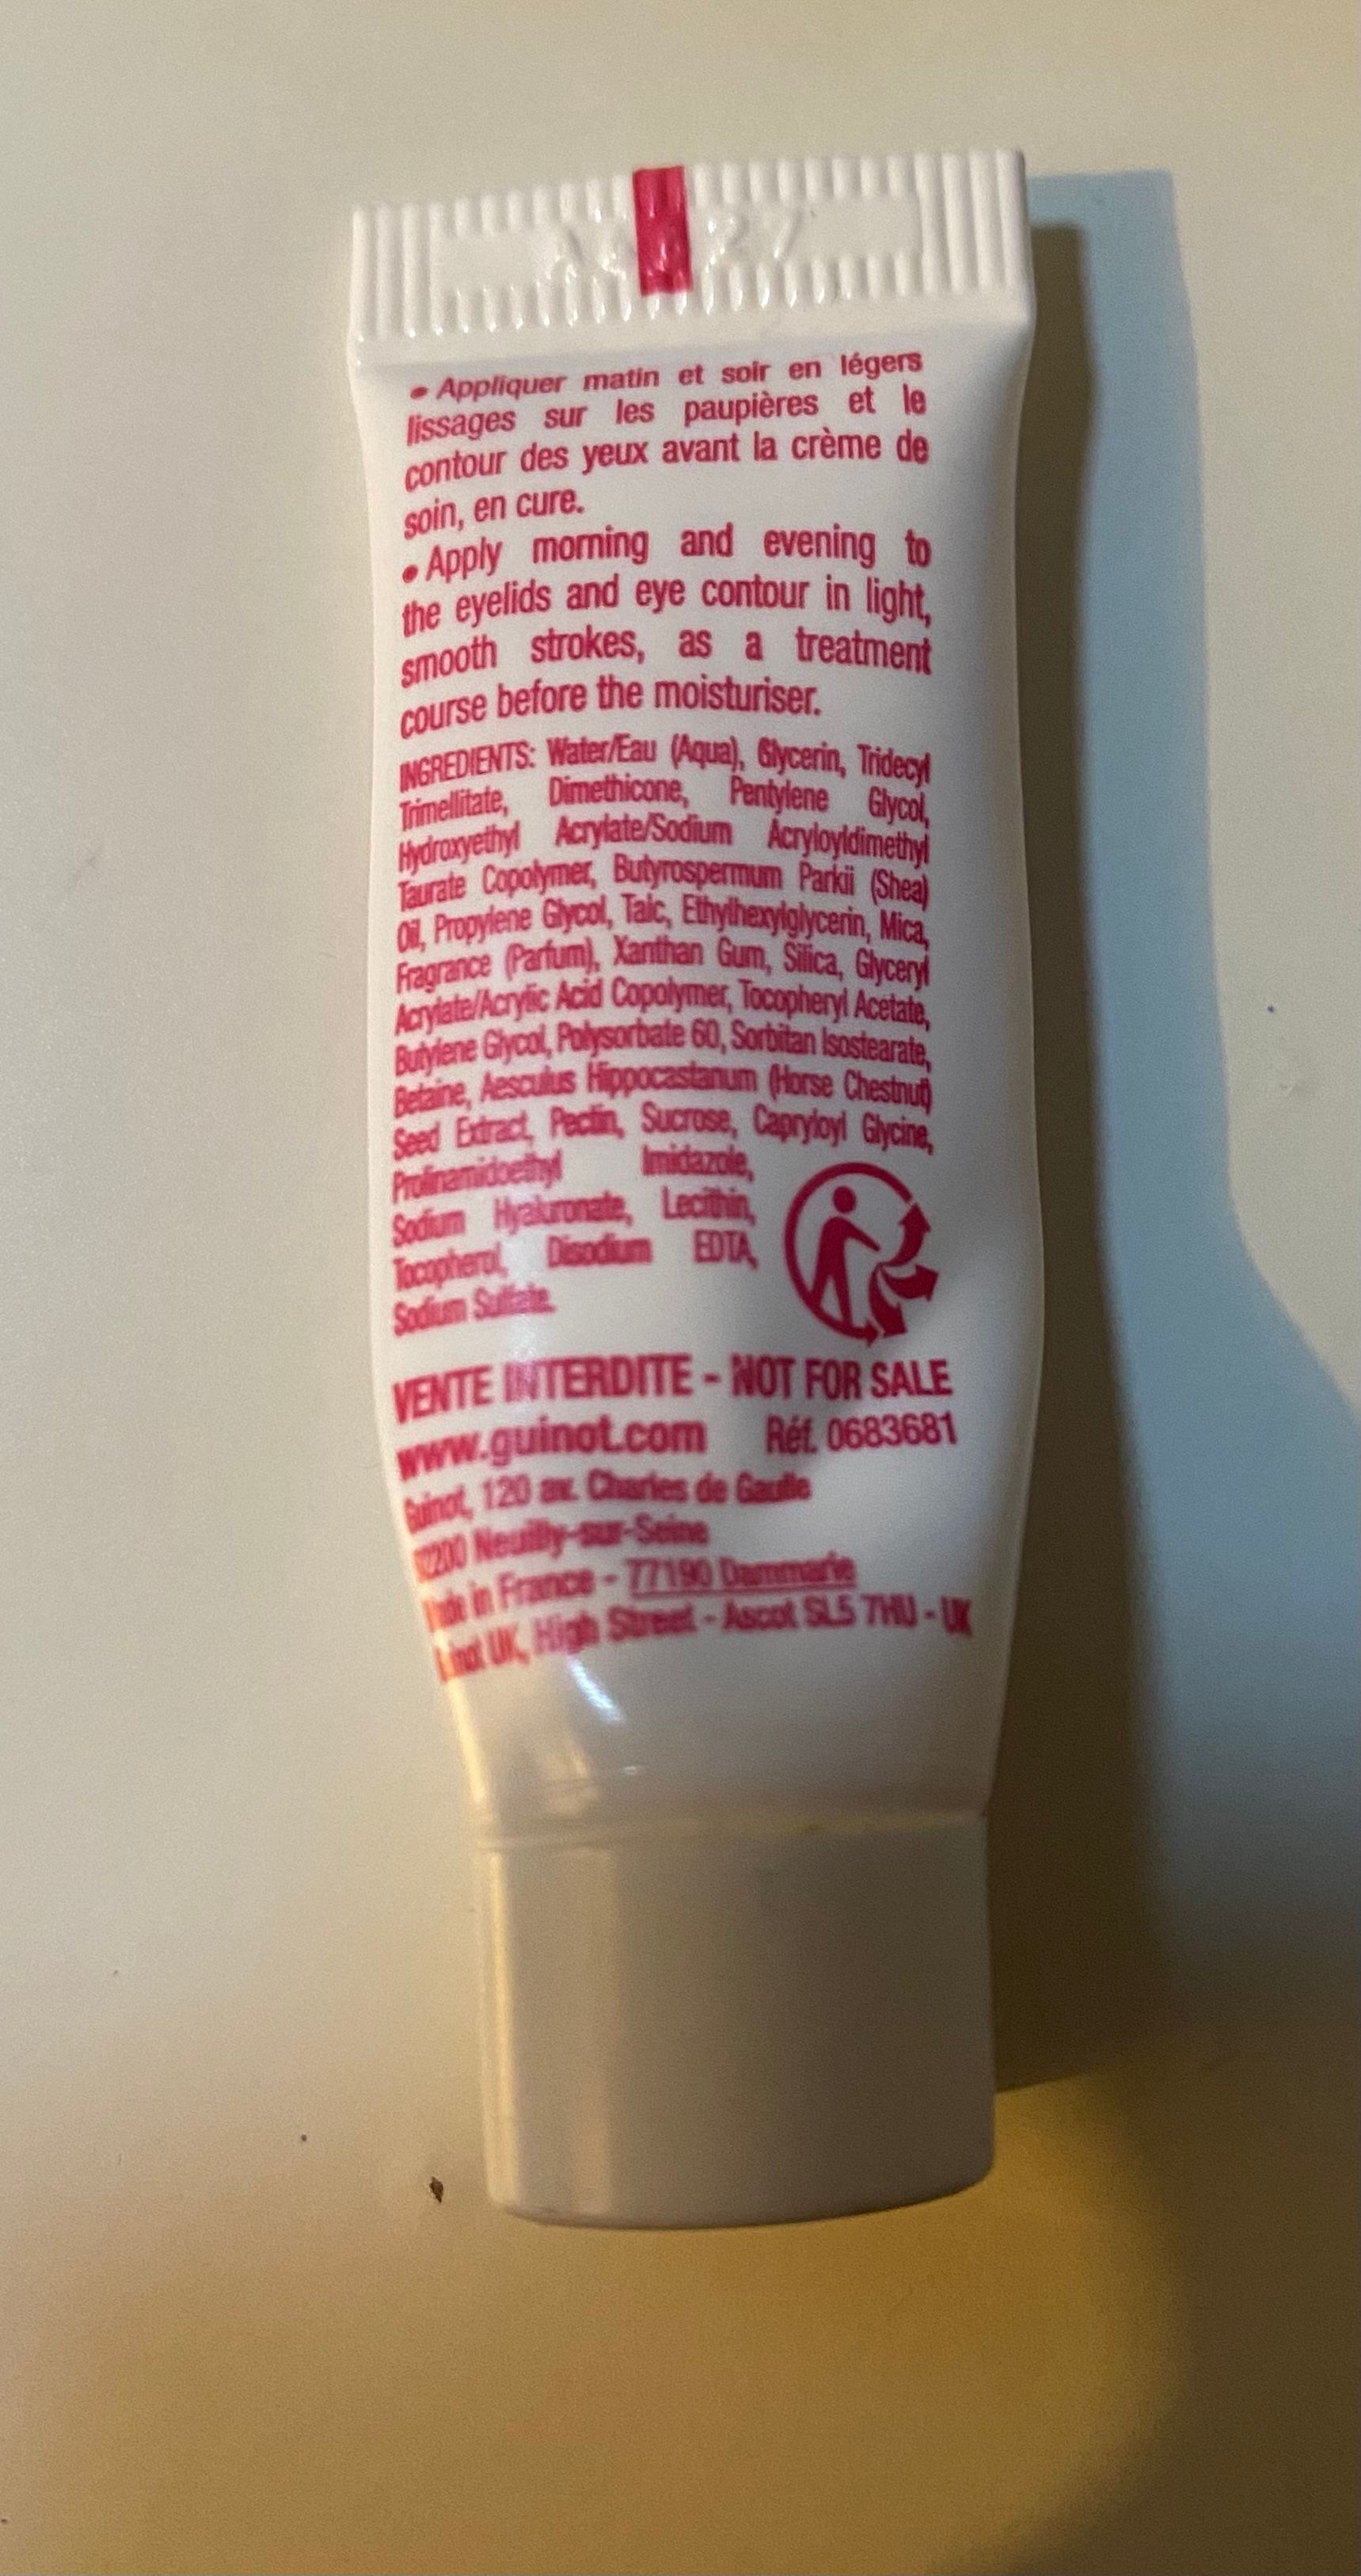 27
• Appliquer matin et soir en légers
lissages sur les paupières et le
contour des yeux avant la crème de
soin, en cure.
• Apply morning and evening to
the eyelids and eye contour in light,
smooth strokes, as a treatment
course before the moisturiser.
INGREDIENTS: Water/Eau (Aqua), Glycerin, Tridecyl
Trimellitate, Dimethicone, Pentylene Glycol,
Hydroxyethyl Acrylate/Sodium Acryloyldimethyl
Taurate Copolymer, Butyrospermum Parkii (Shea)
Oil, Propylene Glycol, Talc, Ethylhexylglycerin, Mica,
Fragrance (Parfum), Xanthan Gum, Silica, Glyceryl
Acrylate/Acrylic Acid Copolymer, Tocopheryl Acetate,
Butylene Glycol, Polysorbate 60, Sorbitan Isostearate,
Betaine, Aesculus Hippocastanum (Horse Chestnut)
Seed Extract, Pectin, Sucrose, Capryloyl Glycine,
Prolinamidoethyl Imidazole,
Sodium Hyaluronate, Lecithin,
Tocopherol, Disodium EDTA,
Sodium Sulfate.
VENTE INTERDITE - NOT FOR SALE
www.guinot.com Réf. 0683681
Guinot, 120 av. Charles de Gaulle
92200 Neuilly-sur-Seine
Made in France - 77190 Dammarie
Guinot UK, High Street - Ascot SL5 7HU - UK